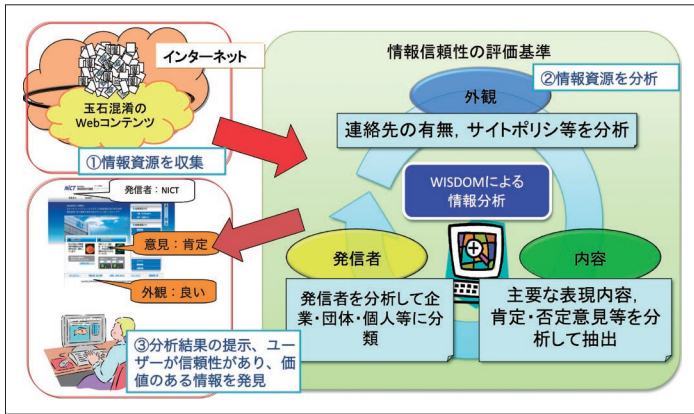 インターネット
玉石混淆の
Webコンテンツ
①情報資源を収集
情報信頼性の評価基準
②情報資源を分析
外観
連絡先の有無，サイトポリシ等を分析
WISDOMによる
情報分析
発信者
発信者を分析して企
業・団体・個人等に分
類
内容
主要な表現内容，
肯定・否定意見等を分
析して抽出
発信者：NICT
NICT
意見：肯定
外観：良い
③分析結果の提示、ユー
ザーが信頼性があり、価
値のある情報を発見